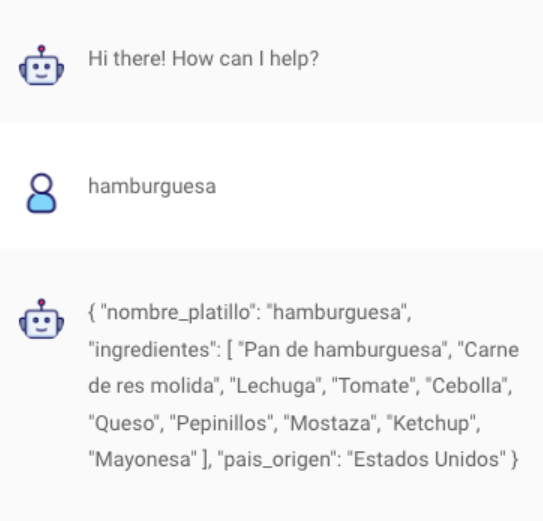 Hi there! How can I help?
hamburguesa
{ "nombre_platillo": "hamburguesa",
"ingredientes": [ "Pan de hamburguesa", "Carne
de res molida", "Lechuga", "Tomate", "Cebolla",
"Queso", "Pepinillos", "Mostaza", "Ketchup",
"Mayonesa" ], "pais_origen": "Estados Unidos" }